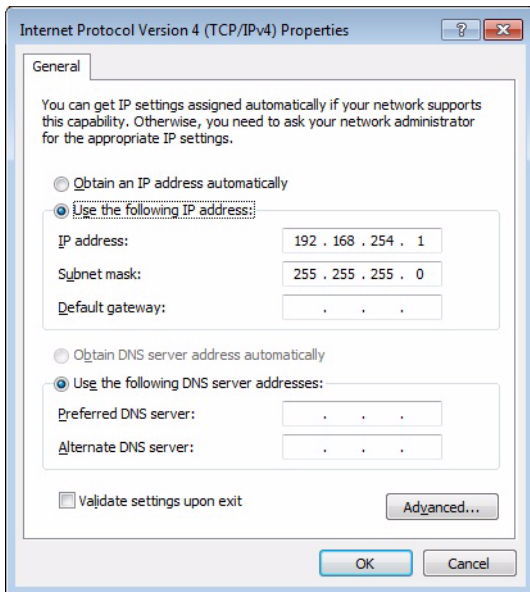 Internet Protocol Version 4 (TCP/IPv4) Properties
General
You can get IP settings assigned automatically if your network supports
this capability. Otherwise, you need to ask your network administrator
for the appropriate IP settings.
Obtain an IP address automatically
Use the following IP address:
IP address: 192 . 168 . 254 . 1
Subnet mask: 255 . 255 . 255 . 0
Default gateway: . . .
Obtain DNS server address automatically
Use the following DNS server addresses:
Preferred DNS server: . . .
Alternate DNS server: . . .
Validate settings upon exit
Advanced...
OK Cancel